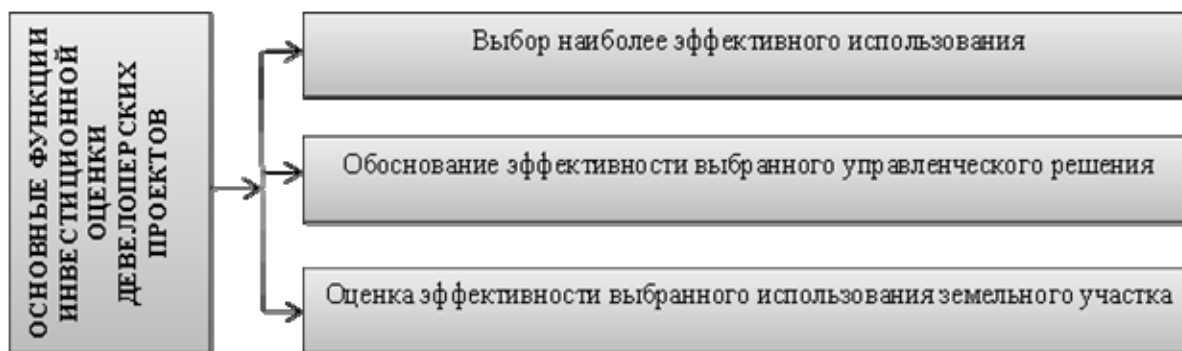 ОСНОВНЫЕ ФУНКЦИИ
ИНВЕСТИЦИОННОЙ
ОЦЕНКИ
ДЕВЕЛОПЕРСКИХ
ПРОЕКТОВ
Выбор наиболее эффективного использования
Обоснование эффективности выбранного управленческого решения
Оценка эффективности выбранного использования земельного участка